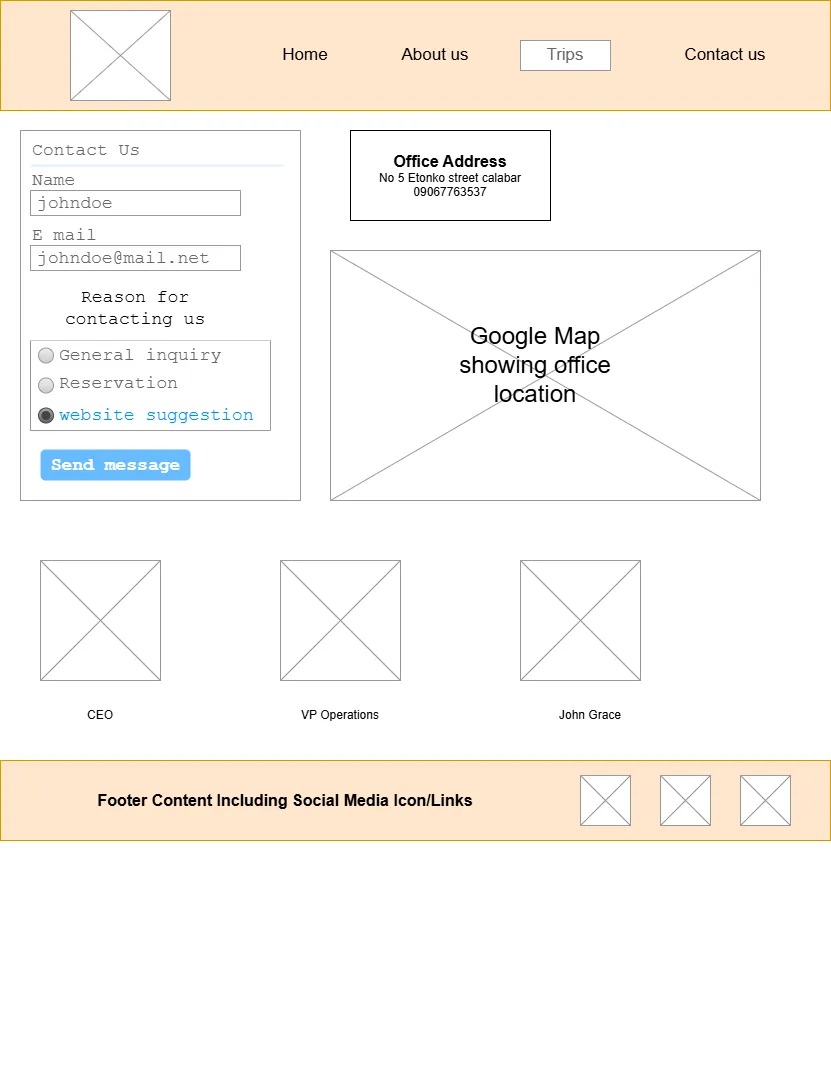 Home
About us
Trips
Contact us
Contact Us
Name
johndoe
E mail
johndoe@mail.net
Reason for
contacting us
General inquiry
Reservation
website suggestion
Send message
Office Address
No 5 Etonko street calabar
09067763537
Google Map
showing office
location
CEO
VP Operations
John Grace
Footer Content Including Social Media Icon/Links